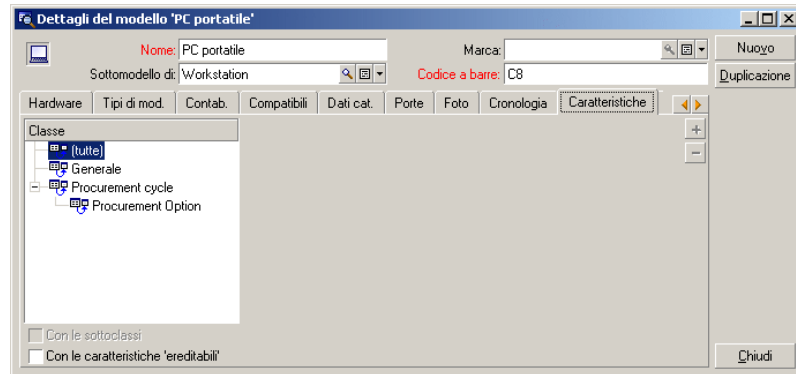 Dettagli del modello 'PC portatile'
Nome: PC portatile Marca: Nuovo
Sottomodello di: Workstation Codice a barre: C8 Duplicazione
Hardware Tipi di mod. Contab. Compatibili Dati cat. Porte Foto Cronologia Caratteristiche
Classe
(tutte)
Generale
Procurement cycle
Procurement Option
Con le sottoclassi
Con le caratteristiche 'ereditabili' Chiudi